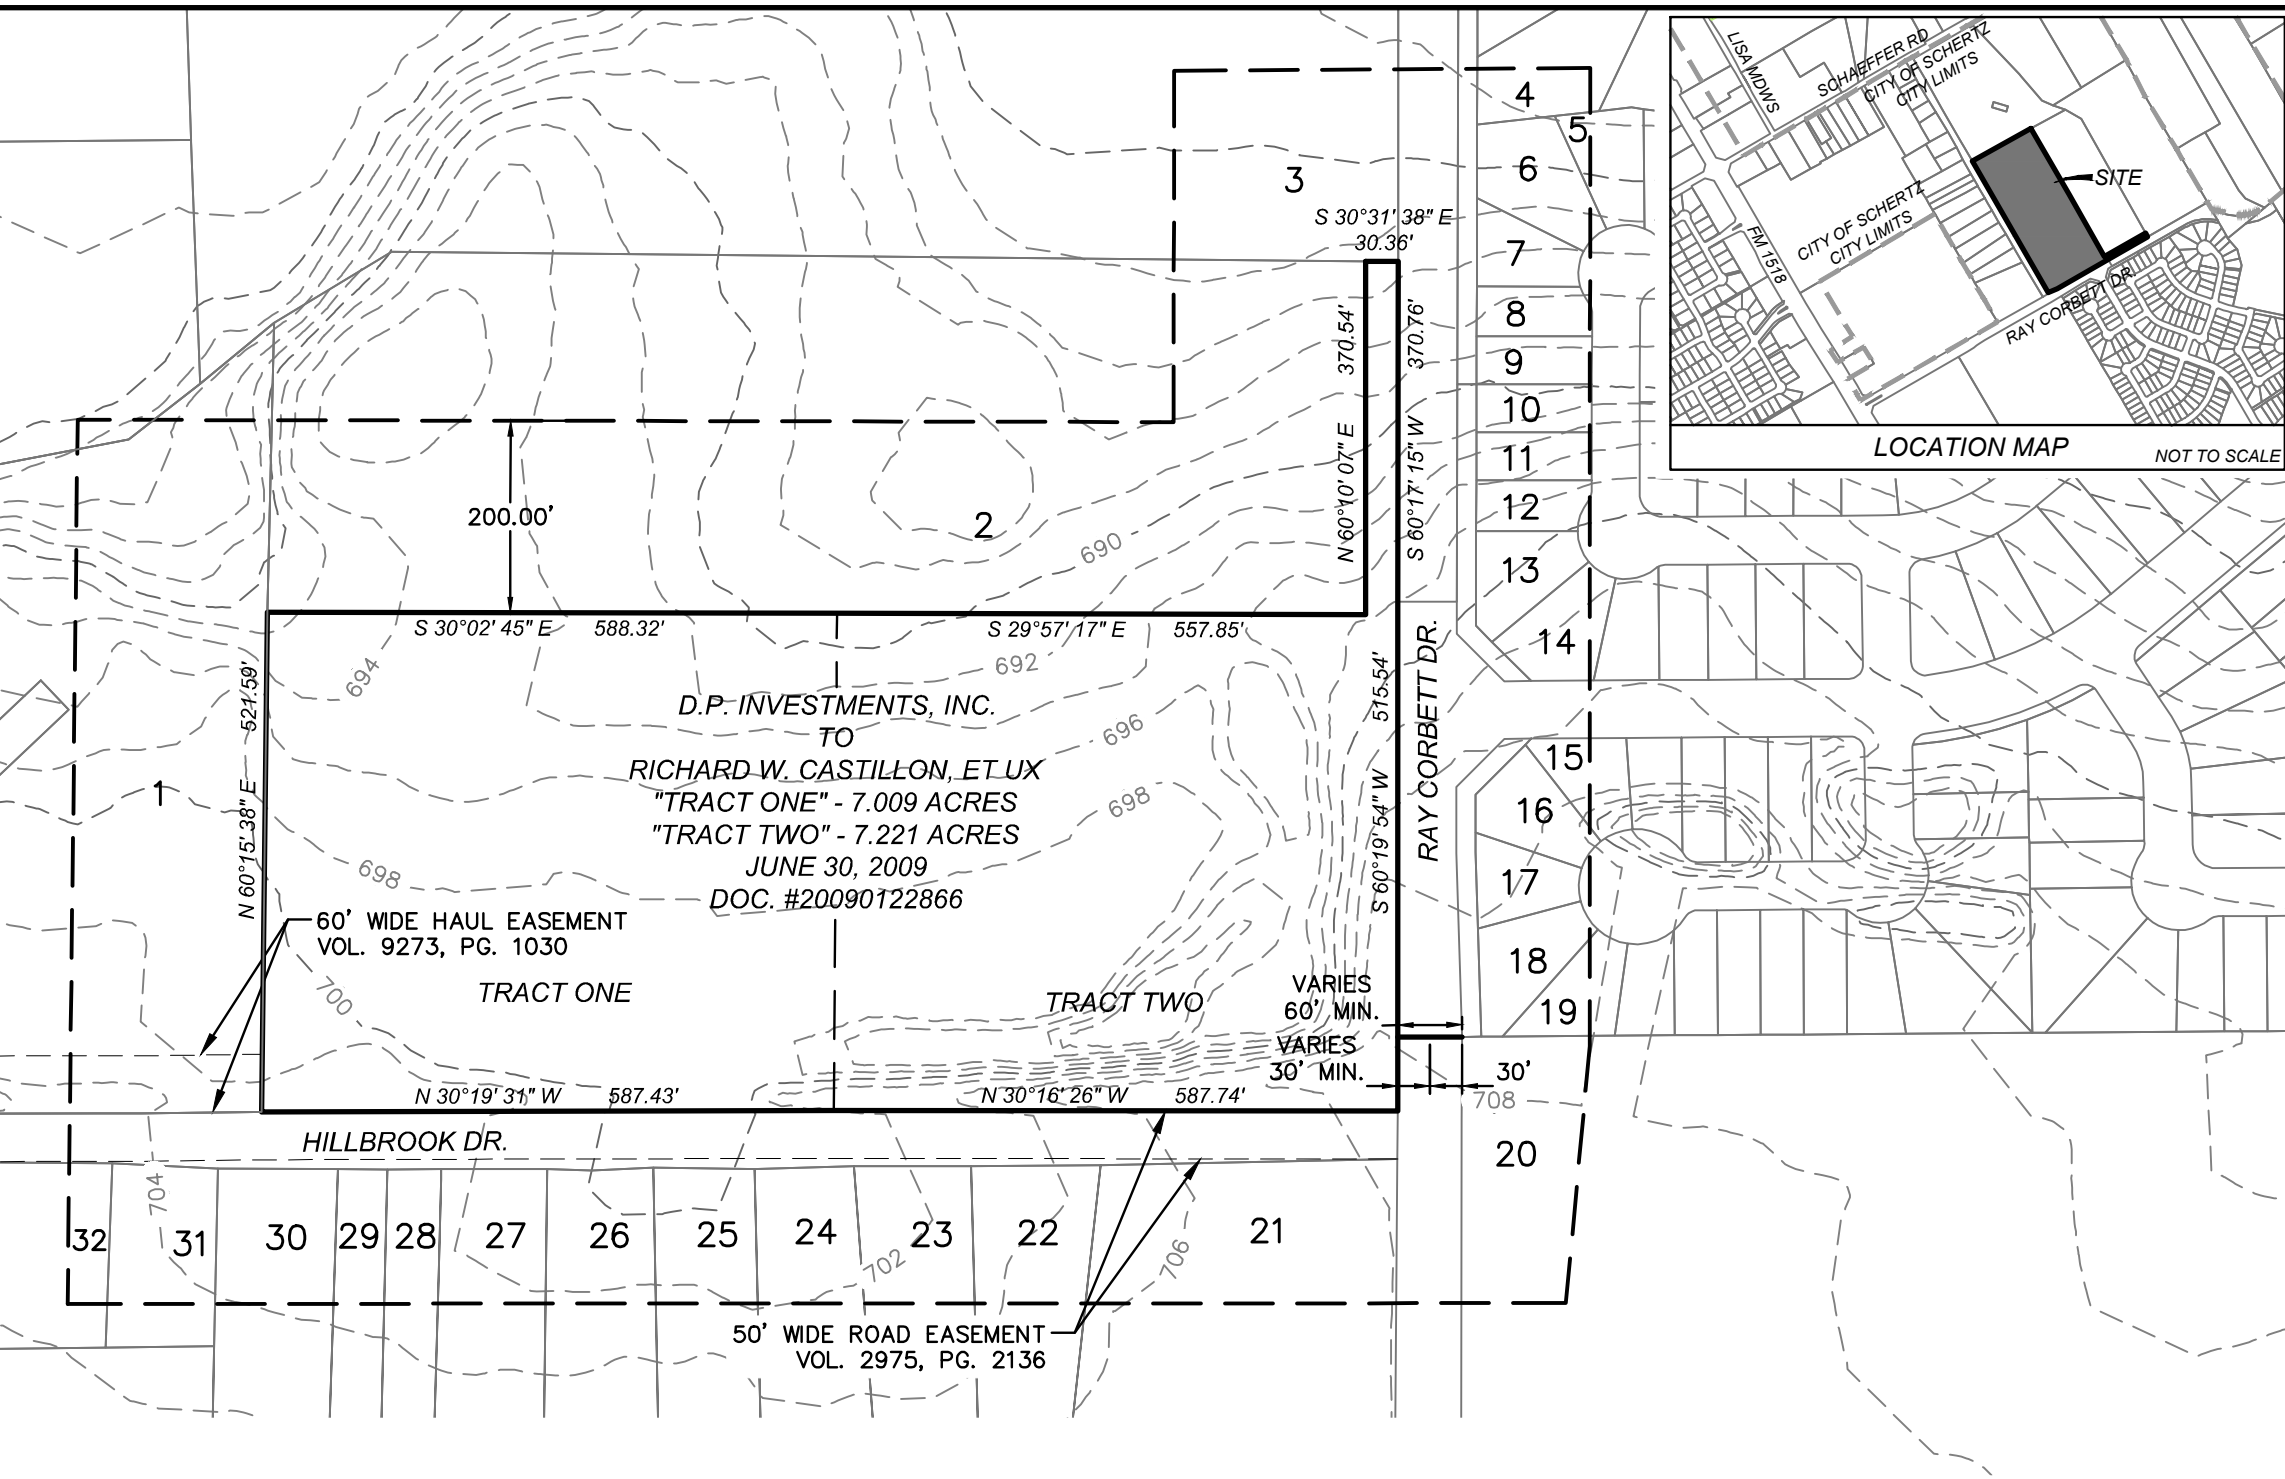 LISA MDWS
SCHAEFFER RD
CITY OF SCHERTZ
CITY LIMITS
SITE
CITY OF SCHERTZ
CITY LIMITS
FM 1518
RAY CORBETT DR.
LOCATION MAP
NOT TO SCALE
4
5
6
3
S 30°31' 38" E
30.36'
7
8
9
10
11
12
13
14
15
16
17
18
19
20
370.54'
N 60°10' 07" E
370.76'
S 60°17' 15" W
200.00'
2
690
S 30°02' 45" E 588.32'
S 29°57' 17" E 557.85'
692
694
696
698
698
700
521.59'
N 60°15' 38" E
1
D.P. INVESTMENTS, INC.
TO
RICHARD W. CASTILLON, ET UX
"TRACT ONE" - 7.009 ACRES
"TRACT TWO" - 7.221 ACRES
JUNE 30, 2009
DOC. #20090122866
515.54'
S 60°19' 54" W
RAY CORBETT DR.
60' WIDE HAUL EASEMENT
VOL. 9273, PG. 1030
TRACT ONE
TRACT TWO
VARIES
60' MIN.
VARIES
30' MIN.
30'
708
N 30°19' 31" W 587.43'
N 30°16' 26" W 587.74'
HILLBROOK DR.
704
32
31
30
29
28
27
26
25
24
23
22
21
702
706
50' WIDE ROAD EASEMENT
VOL. 2975, PG. 2136